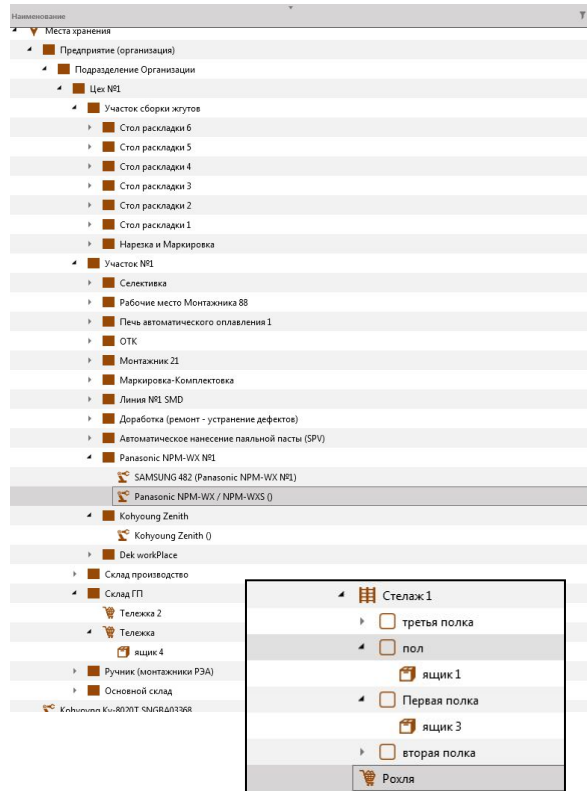 Наименование
Места хранения
Предприятие (организация)
Подразделение Организации
Цех №1
Участок сборки жгутов
Стол раскладки 6
Стол раскладки 5
Стол раскладки 4
Стол раскладки 3
Стол раскладки 2
Стол раскладки 1
Нарезка и Маркировка
Участок №1
Селективка
Рабочие место Монтажника 88
Печь автоматического оплавления 1
ОТК
Монтажник 21
Маркировка-Комплектовка
Линия №1 SMD
Доработка (ремонт - устранение дефектов)
Автоматическое нанесение паяльной пасты (SPV)
Panasonic NPM-WX №1
SAMSUNG 482 (Panasonic NPM-WX №1)
Panasonic NPM-WX / NPM-WXS ()
Kohyoung Zenith
Kohyoung Zenith ()
Dek workPlace
Склад производство
Склад ГП
Тележка 2
Тележка
ящик 4
Ручник (монтажники РЭА)
Основной склад
Kohyoung Ky-8020T SNGRA03368
Стелаж 1
третья полка
пол
ящик 1
Первая полка
ящик 3
вторая полка
Рохля